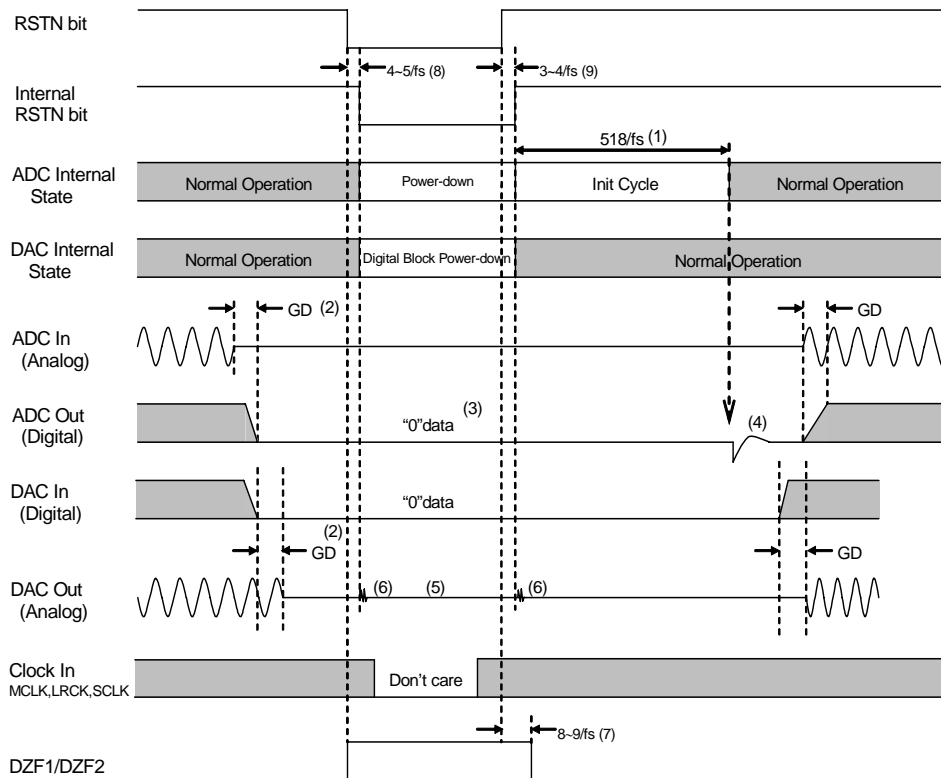 RSTN bit
4~5/fs (8)
3~4/fs (9)
Internal
RSTN bit
518/fs (1)
ADC Internal
State
Normal Operation
Power-down
Init Cycle
Normal Operation
DAC Internal
State
Normal Operation
Digital Block Power-down
Normal Operation
GD (2)
GD
ADC In
(Analog)
ADC Out
(Digital)
"0"data
(3)
(4)
DAC In
(Digital)
"0"data
(2)
GD
GD
DAC Out
(Analog)
(6)
(5)
(6)
Clock In
MCLK,LRCK,SCLK
Don't care
8~9/fs (7)
DZF1/DZF2